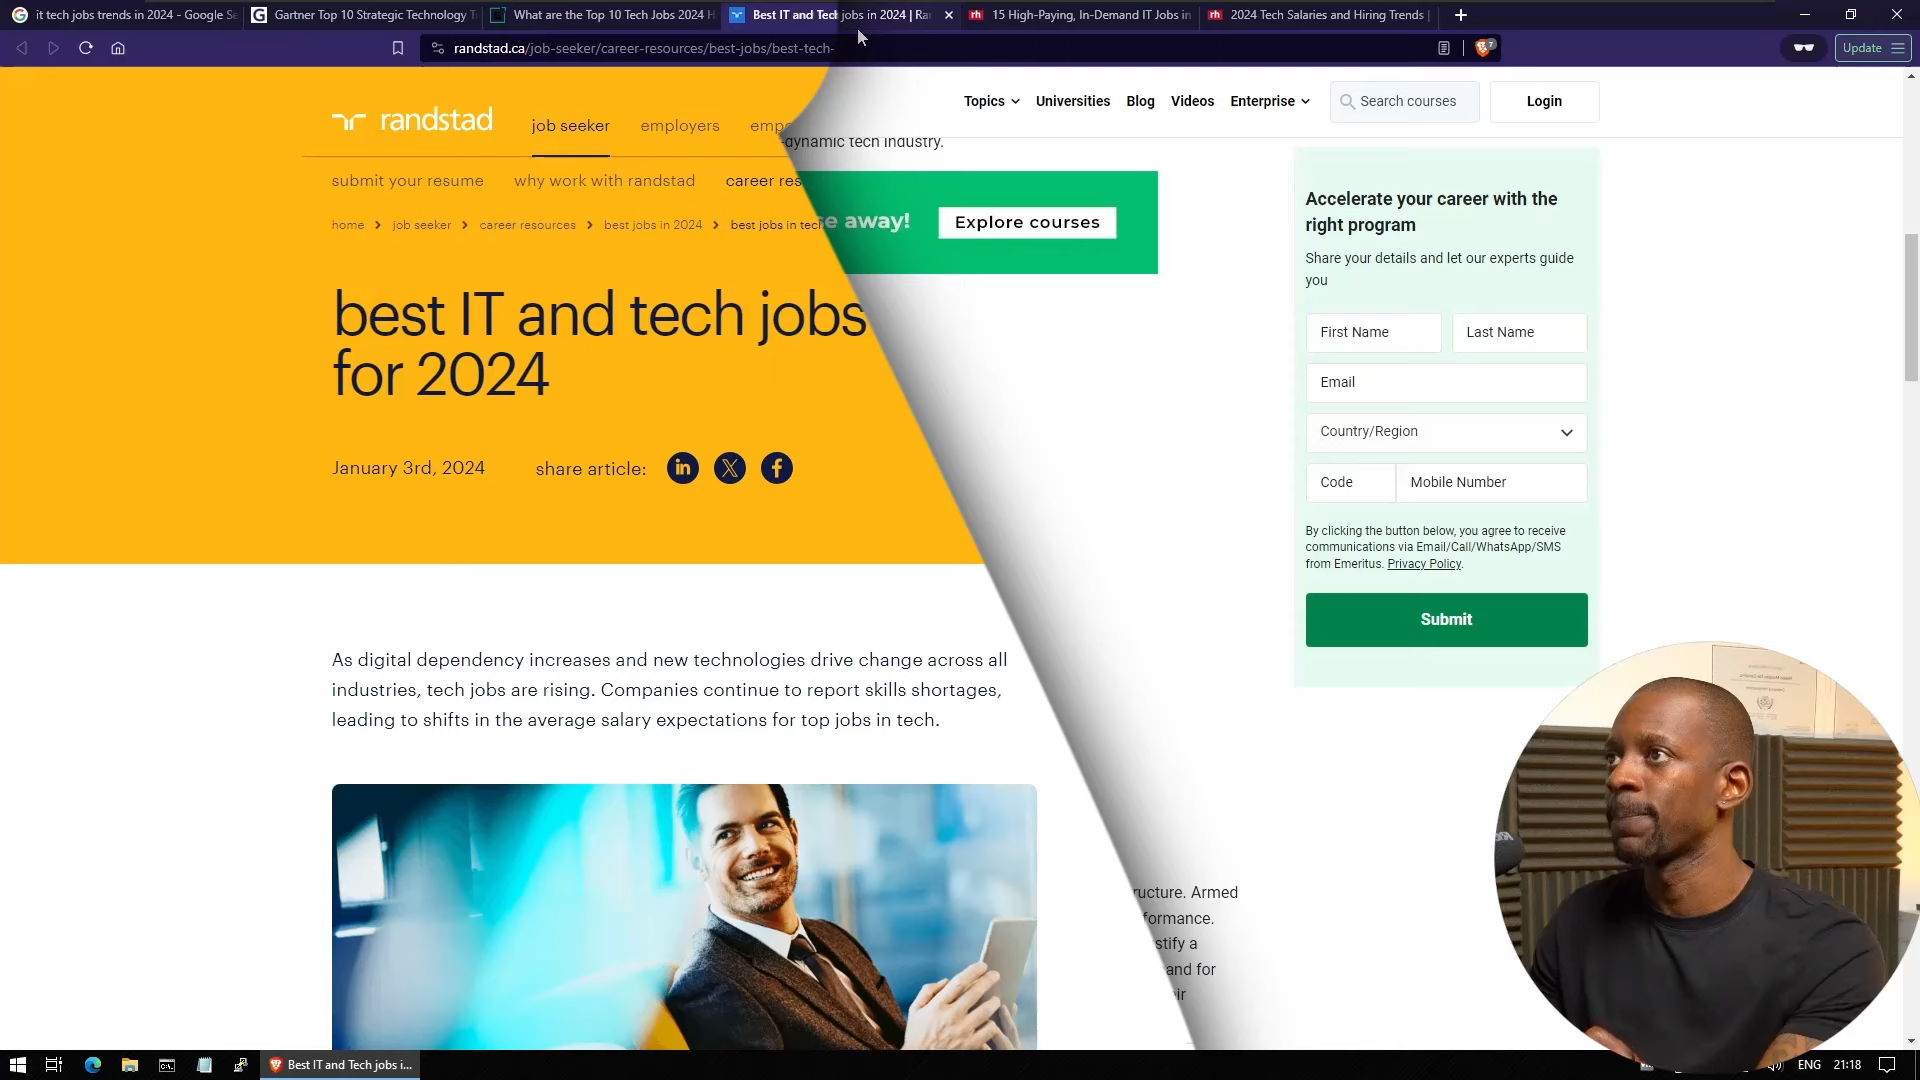 it tech jobs trends in 2024 - Google Se
Gartner Top 10 Strategic Technology T
What are the Top 10 Tech Jobs 2024 H
Best IT and Tech jobs in 2024 | Ra
15 High-Paying, In-Demand IT Jobs in
2024 Tech Salaries and Hiring Trends |
randstad.ca/job-seeker/career-resources/best-jobs/best-tech-
7
Update
randstad
job seeker
employers
empo
Topics
Universities
Blog
Videos
Enterprise
Search courses
Login
dynamic tech industry.
submit your resume
why work with randstad
career res
home > job seeker > career resources > best jobs in 2024 > best jobs in tech
e away!
Explore courses
best IT and tech jobs
for 2024
January 3rd, 2024
share article:
Accelerate your career with the
right program
Share your details and let our experts guide
you
First Name
Last Name
Email
Country/Region
Code
Mobile Number
By clicking the button below, you agree to receive
communications via Email/Call/WhatsApp/SMS
from Emeritus. Privacy Policy.
Submit
As digital dependency increases and new technologies drive change across all
industries, tech jobs are rising. Companies continue to report skills shortages,
leading to shifts in the average salary expectations for top jobs in tech.
ructure. Armed
formance.
stify a
and for
ir
Best IT and Tech jobs i...
ENG
21:18